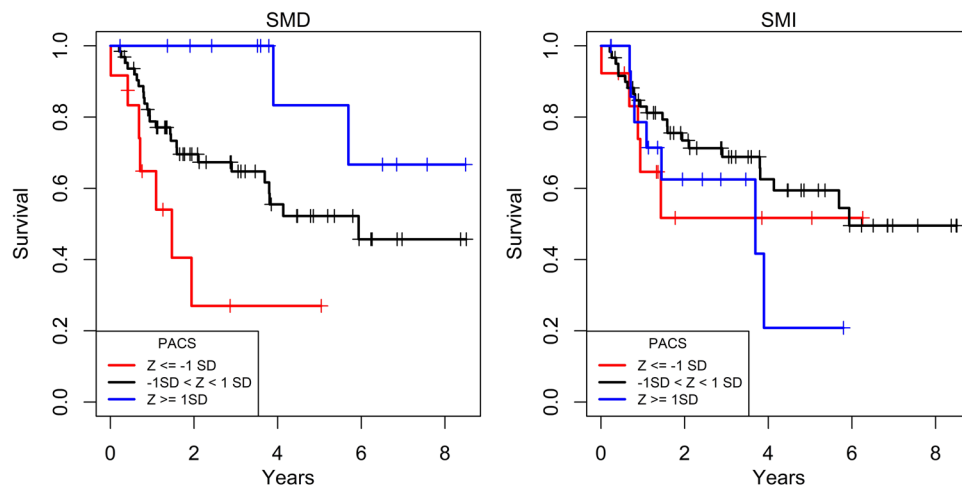 SMD
Survival
1.0
0.8
0.6
0.4
0.2
0.0
PACS
Z <= -1 SD
-1SD < Z < 1 SD
Z >= 1SD
0 2 4 6 8
Years
SMI
Survival
1.0
0.8
0.6
0.4
0.2
0.0
PACS
Z <= -1 SD
-1SD < Z < 1 SD
Z >= 1SD
0 2 4 6 8
Years